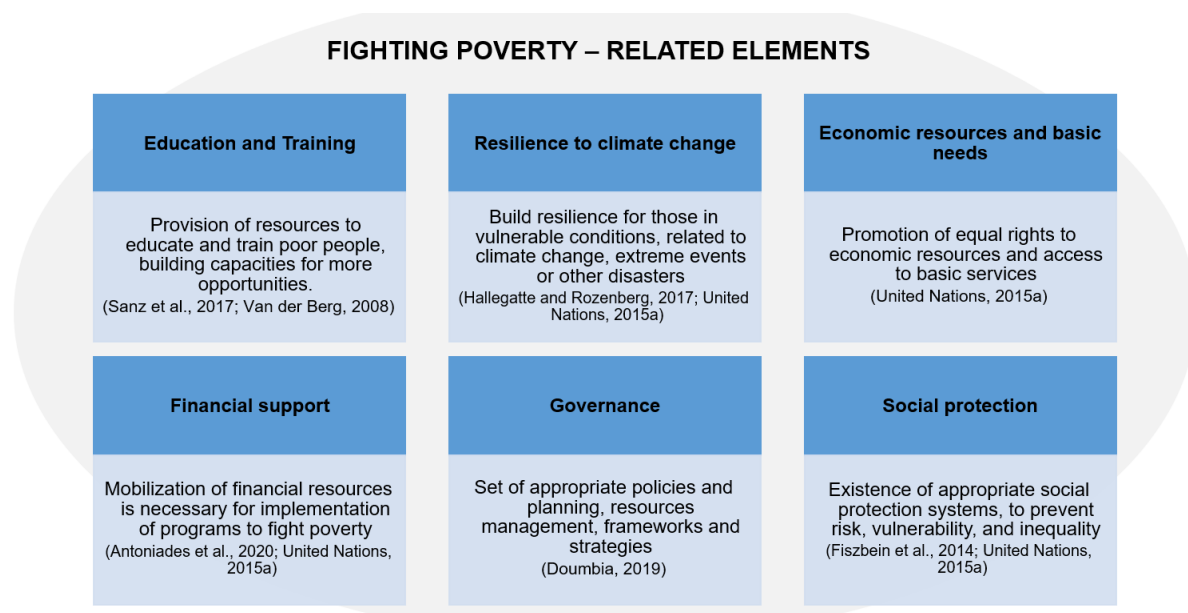 FIGHTING POVERTY – RELATED ELEMENTS
Education and Training
Provision of resources to
educate and train poor people,
building capacities for more
opportunities.
(Sanz et al., 2017; Van der Berg, 2008)
Resilience to climate change
Build resilience for those in
vulnerable conditions, related to
climate change, extreme events
or other disasters
(Hallegatte and Rozenberg, 2017; United
Nations, 2015a)
Economic resources and basic
needs
Promotion of equal rights to
economic resources and access
to basic services
(United Nations, 2015a)
Financial support
Mobilization of financial resources
is necessary for implementation
of programs to fight poverty
(Antoniades et al., 2020; United Nations,
2015a)
Governance
Set of appropriate policies and
planning, resources
management, frameworks and
strategies
(Doumbia, 2019)
Social protection
Existence of appropriate social
protection systems, to prevent
risk, vulnerability, and inequality
(Fiszbein et al., 2014; United Nations,
2015a)